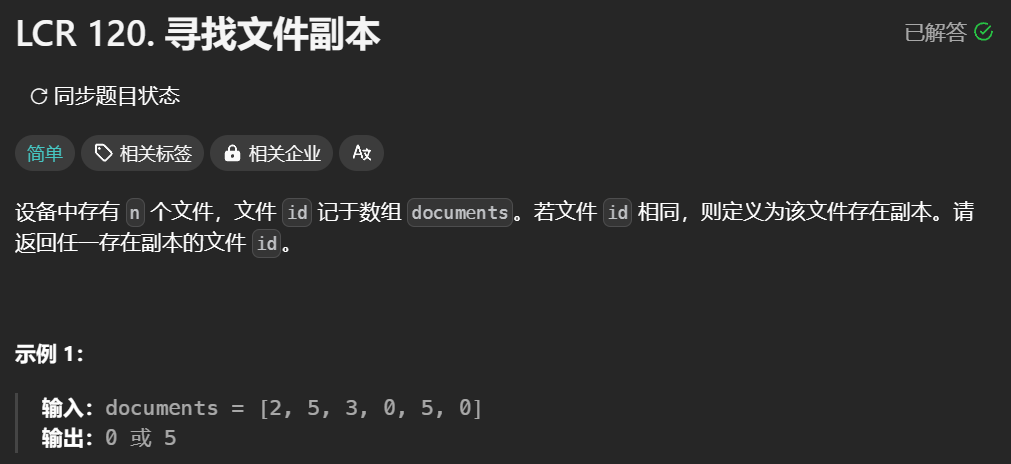 LCR 120. 寻找文件副本
已解答
同步题目状态
简单 相关标签 相关企业 Aあ
设备中存有 n 个文件，文件 id 记于数组 documents。若文件 id 相同，则定义为该文件存在副本。请
返回任一存在副本的文件 id。
示例 1：
输入：documents = [2, 5, 3, 0, 5, 0]
输出：0 或 5